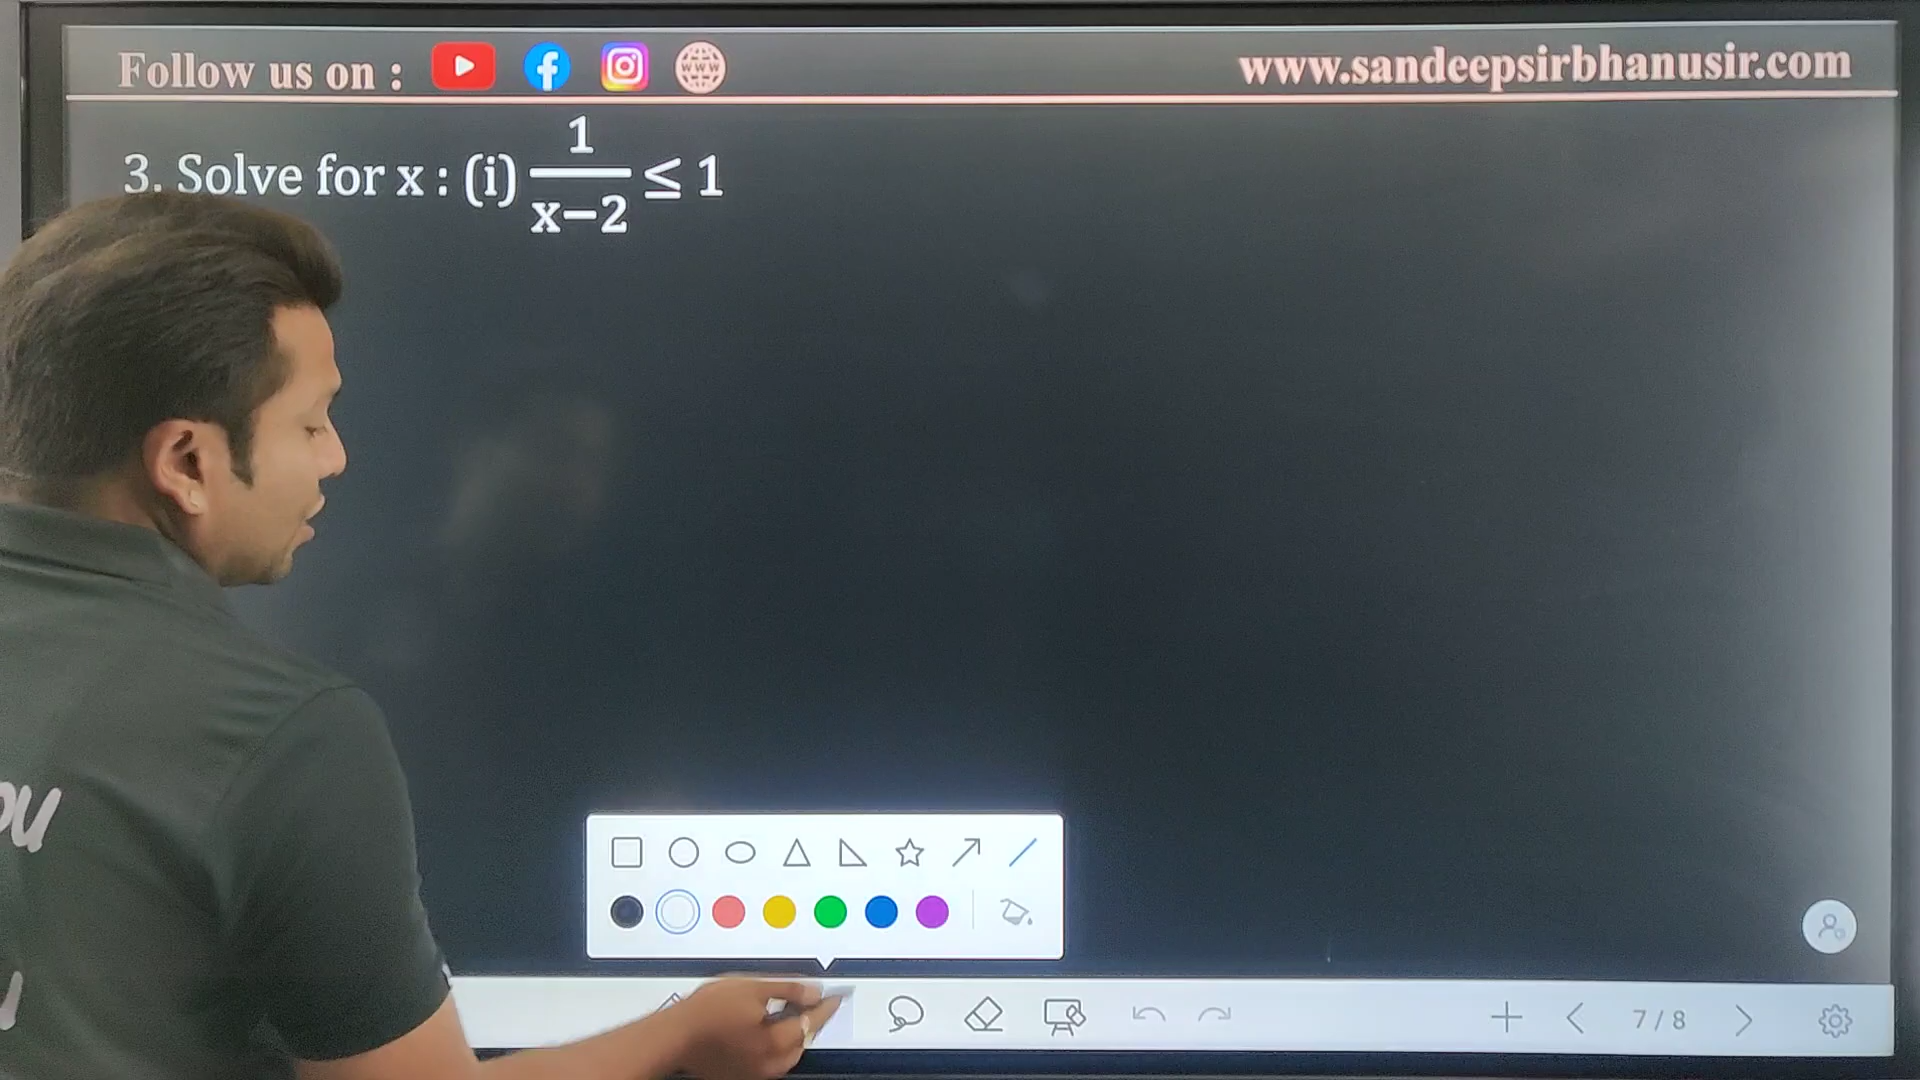 Follow us on :
www.sandeepsirbhanusir.com
3. Solve for x : (i) 1/x−2 ≤ 1
7/8